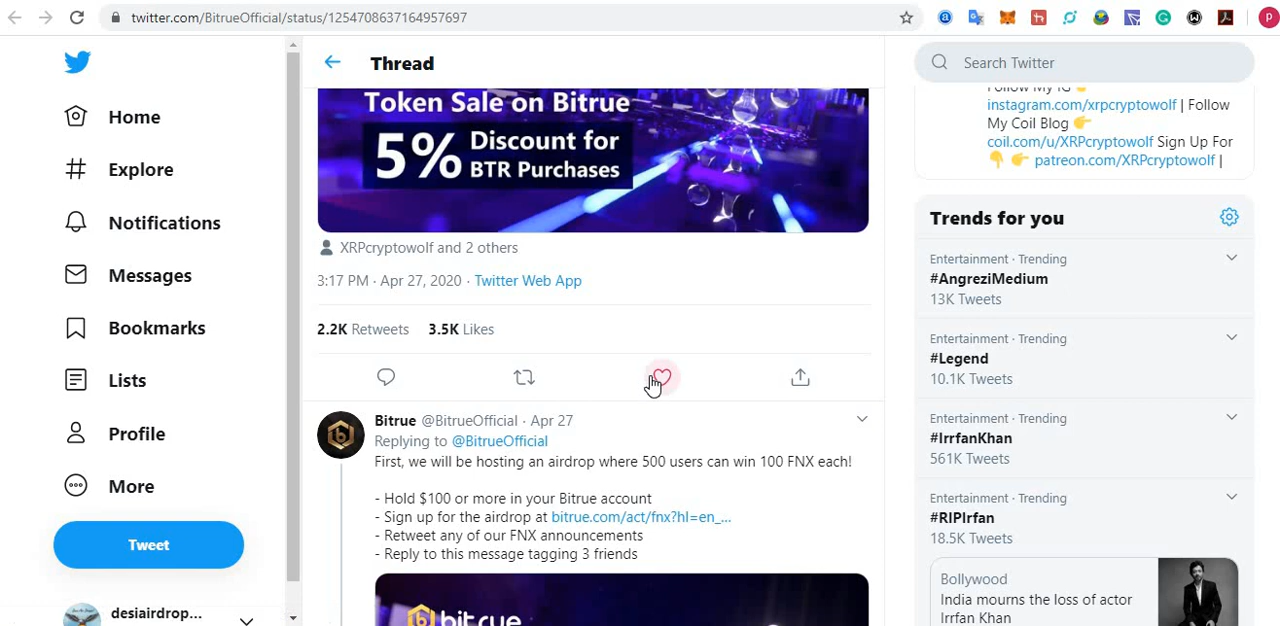 twitter.com/BitrueOfficial/status/1254708637164957697
Home
Explore
Notifications
Messages
Bookmarks
Lists
Profile
More
Tweet
desiairdrop...
Thread
Token Sale on Bitrue
5% Discount for
BTR Purchases
XRPcryptowolf and 2 others
3:17 PM · Apr 27, 2020 · Twitter Web App
2.2K Retweets 3.5K Likes
Bitrue @BitrueOfficial · Apr 27
Replying to @BitrueOfficial
First, we will be hosting an airdrop where 500 users can win 100 FNX each!
- Hold $100 or more in your Bitrue account
- Sign up for the airdrop at bitrue.com/act/fnx?hl=en_...
- Retweet any of our FNX announcements
- Reply to this message tagging 3 friends
bitrue
Search Twitter
Follow My IG
instagram.com/xrpcryptowolf | Follow
My Coil Blog 👉
coil.com/u/XRPcryptowolf Sign Up For
👇 👉 patreon.com/XRPcryptowolf |
Trends for you
Entertainment · Trending
#AngreziMedium
13K Tweets
Entertainment · Trending
#Legend
10.1K Tweets
Entertainment · Trending
#IrrfanKhan
561K Tweets
Entertainment · Trending
#RIPIrfan
18.5K Tweets
Bollywood
India mourns the loss of actor
Irrfan Khan